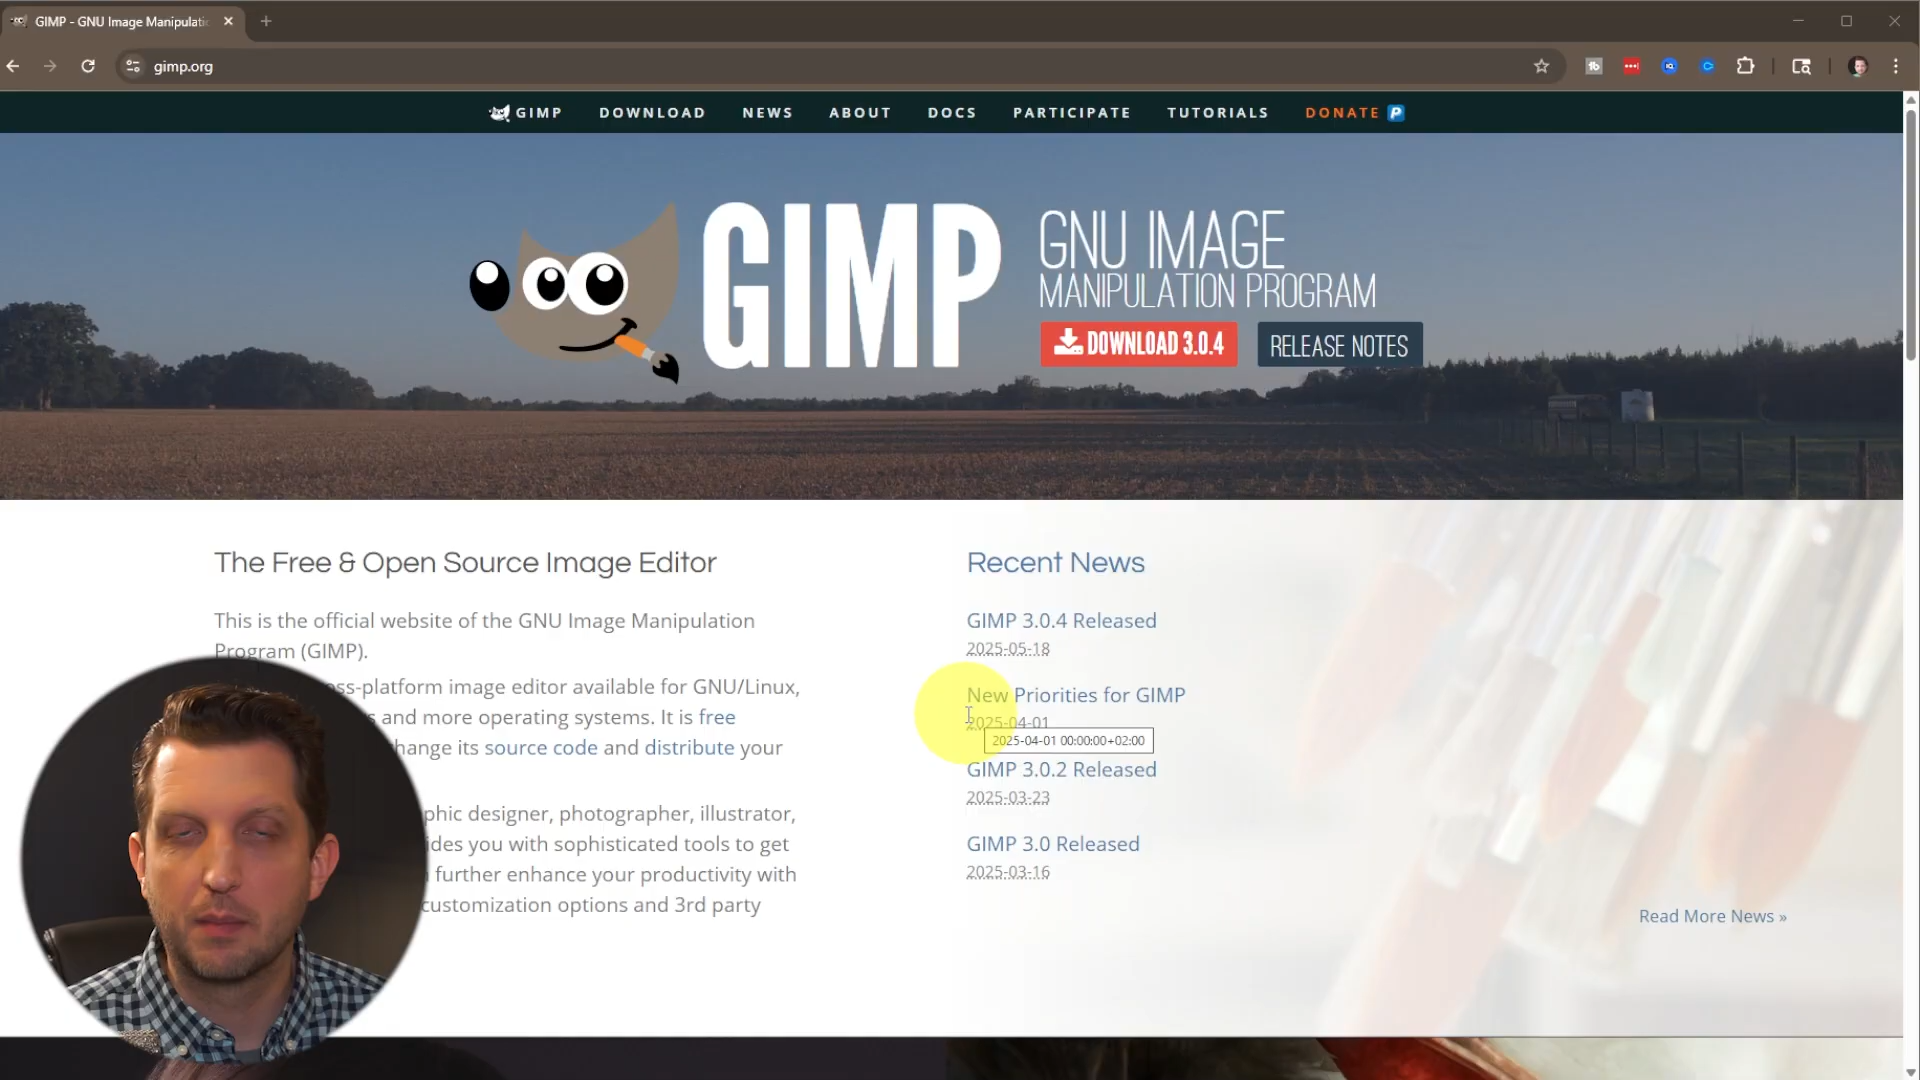 GIMP - GNU Image Manipulati
gimp.org
GIMP DOWNLOAD NEWS ABOUT DOCS PARTICIPATE TUTORIALS DONATE
GIMP
GNU IMAGE
MANIPULATION PROGRAM
DOWNLOAD 3.0.4 RELEASE NOTES
The Free & Open Source Image Editor
This is the official website of the GNU Image Manipulation
Program (GIMP).
ss-platform image editor available for GNU/Linux,
and more operating systems. It is free
hange its source code and distribute your
phic designer, photographer, illustrator,
ides you with sophisticated tools to get
further enhance your productivity with
customization options and 3rd party
Recent News
GIMP 3.0.4 Released
2025-05-18
New Priorities for GIMP
2025-04-01
2025-04-01 00:00:00+02:00
GIMP 3.0.2 Released
2025-03-23
GIMP 3.0 Released
2025-03-16
Read More News »